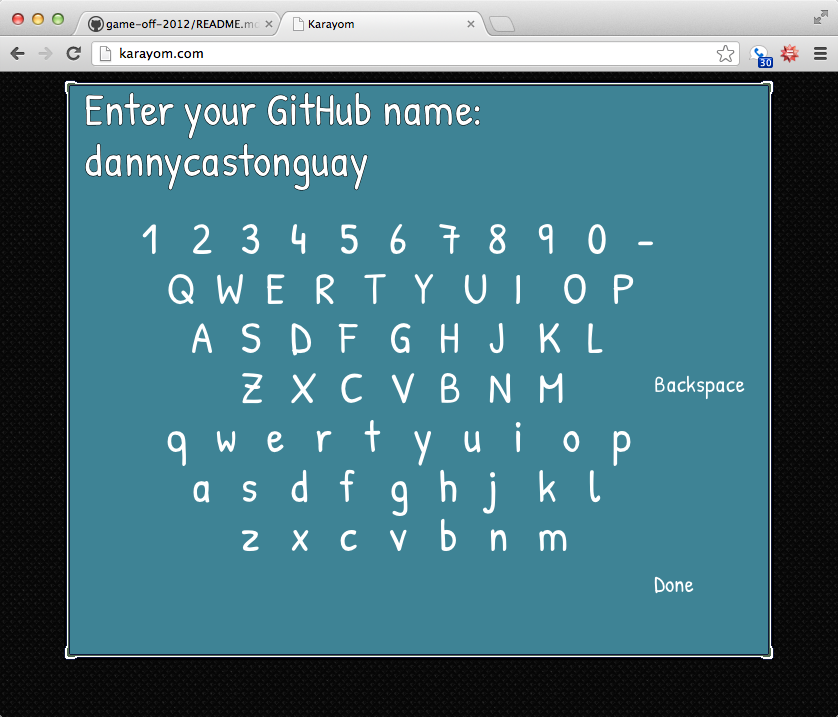 game-off-2012/README.md
Karayom
karayom.com
30
Enter your GitHub name:
dannycastonguay
1 2 3 4 5 6 7 8 9 0 -
Q W E R T Y U I O P
A S D F G H J K L
Z X C V B N M
Backspace
q w e r t y u i o p
a s d f g h j k l
z x c v b n m
Done